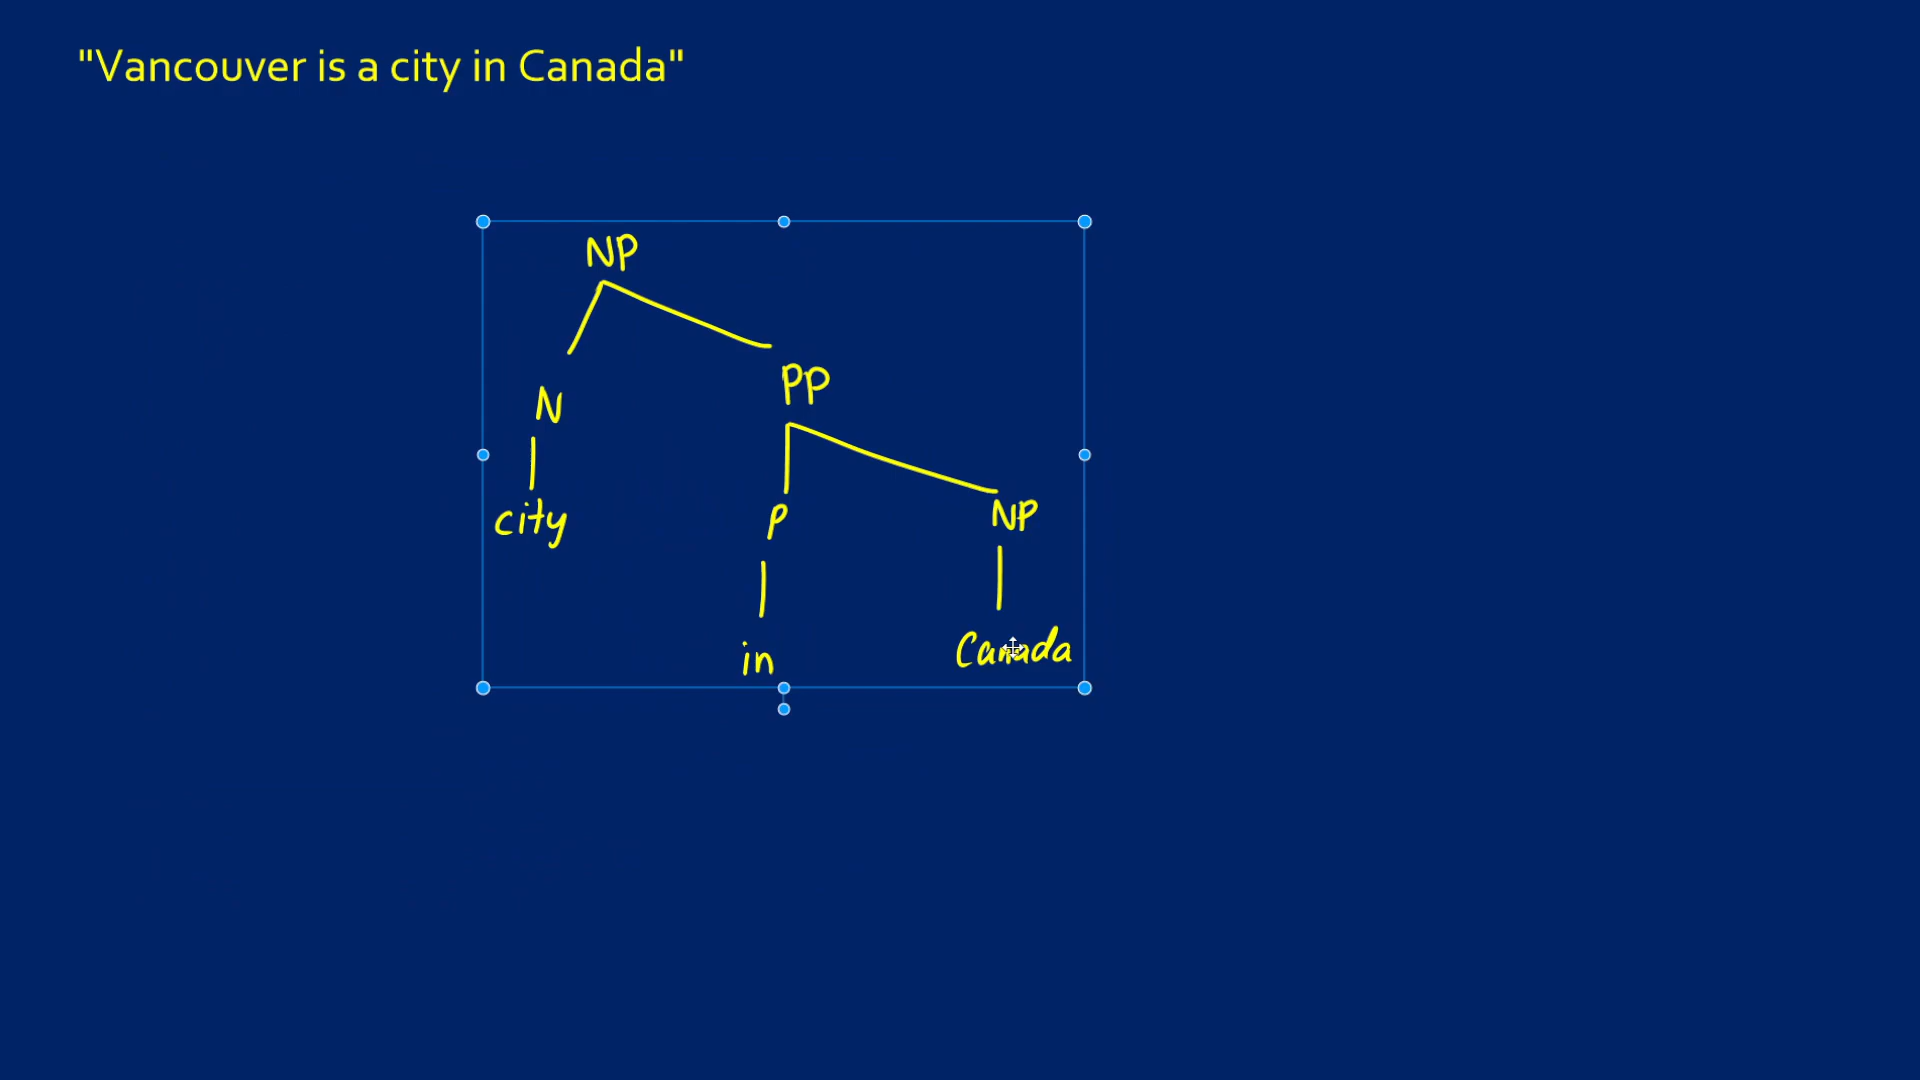 "Vancouver is a city in Canada"
NP
PP
N
P NP
city
in Canada